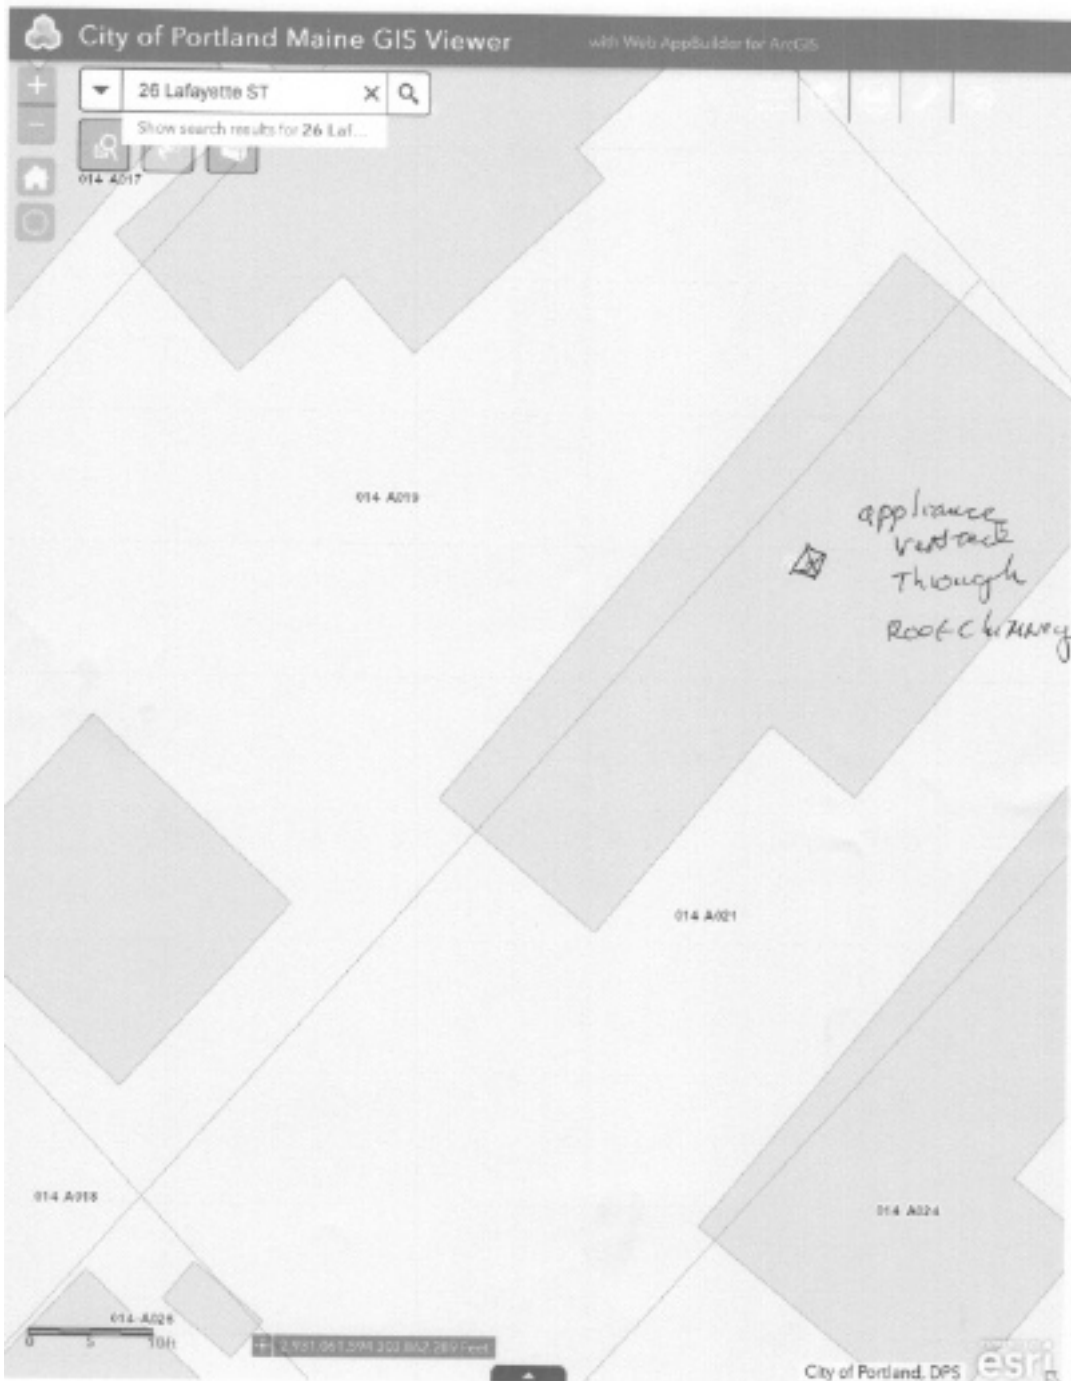 City of Portland Maine GIS Viewer
with Web AppBuilder for ArcGIS
+
26 Lafayette ST
Show search results for 26 Laf...
014 A017
014 A019
appliance
Through
Roof Chimney
014 A021
014 A018
014 A024
014-A026
0 5 10ft
City of Portland, DPS
esri